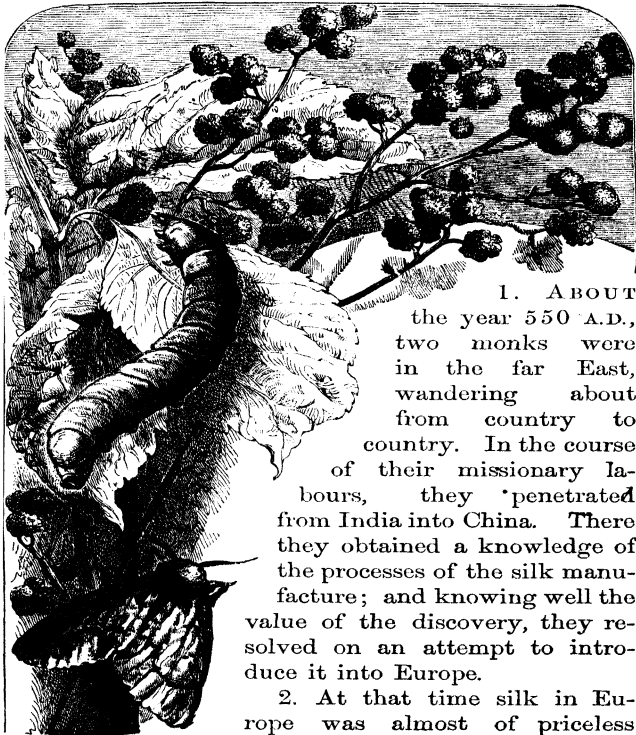 1. ABOUT
the year 550 A.D.,
two monks were
in the far East,
wandering about
from country to
country. In the course
of their missionary la-
bours, they penetrated
from India into China. There
they obtained a knowledge of
the processes of the silk manu-
facture; and knowing well the
value of the discovery, they re-
solved on an attempt to intro-
duce it into Europe.
2. At that time silk in Eu-
rope was almost of priceless